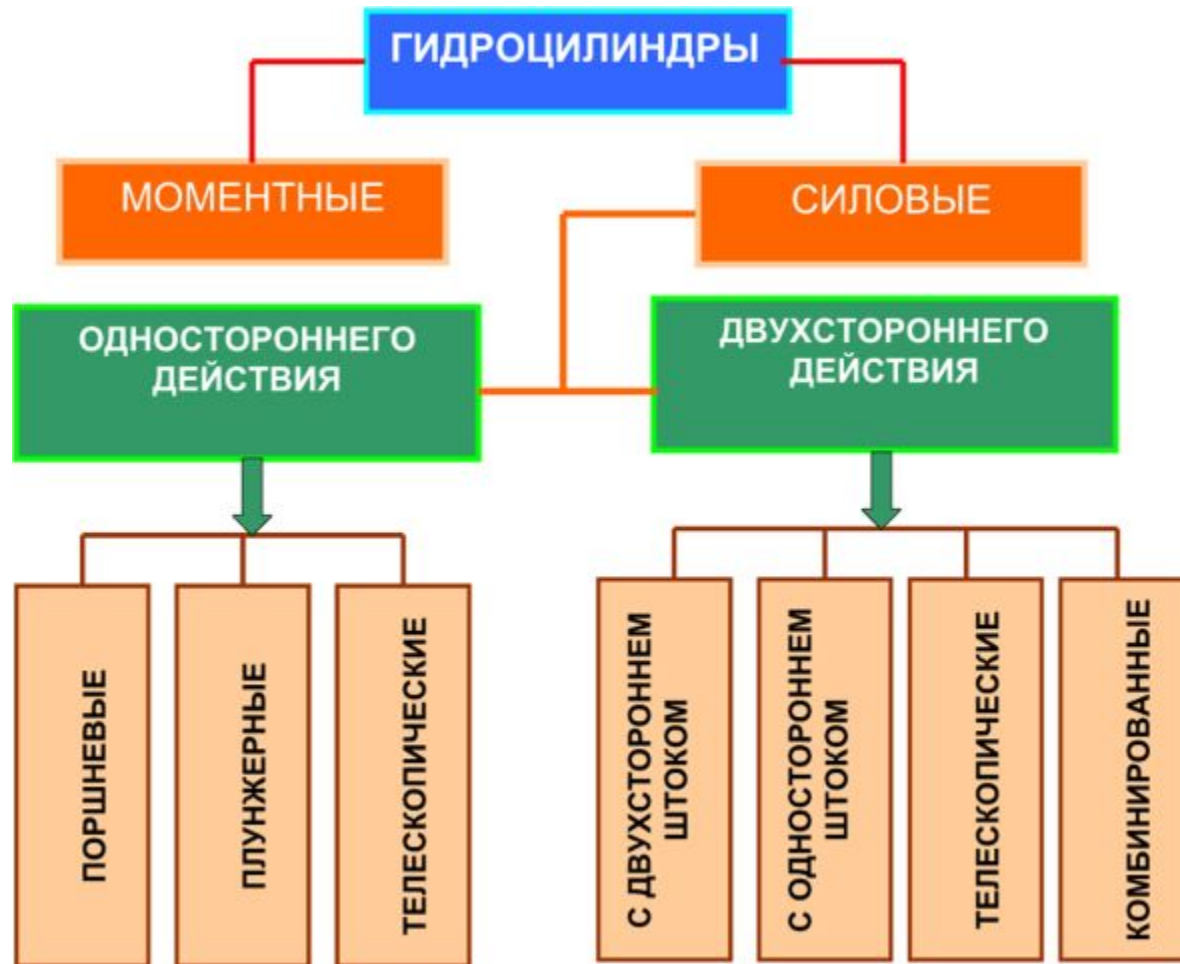 ГИДРОЦИЛИНДРЫ
МОМЕНТНЫЕ
СИЛОВЫЕ
ОДНОСТОРОННЕГО
ДЕЙСТВИЯ
ДВУХСТОРОННЕГО
ДЕЙСТВИЯ
ПОРШНЕВЫЕ
ПЛУНЖЕРНЫЕ
ТЕЛЕСКОПИЧЕСКИЕ
С ДВУХСТОРОННЕМ
ШТОКОМ
С ОДНОСТОРОННЕМ
ШТОКОМ
ТЕЛЕСКОПИЧЕСКИЕ
КОМБИНИРОВАННЫЕ